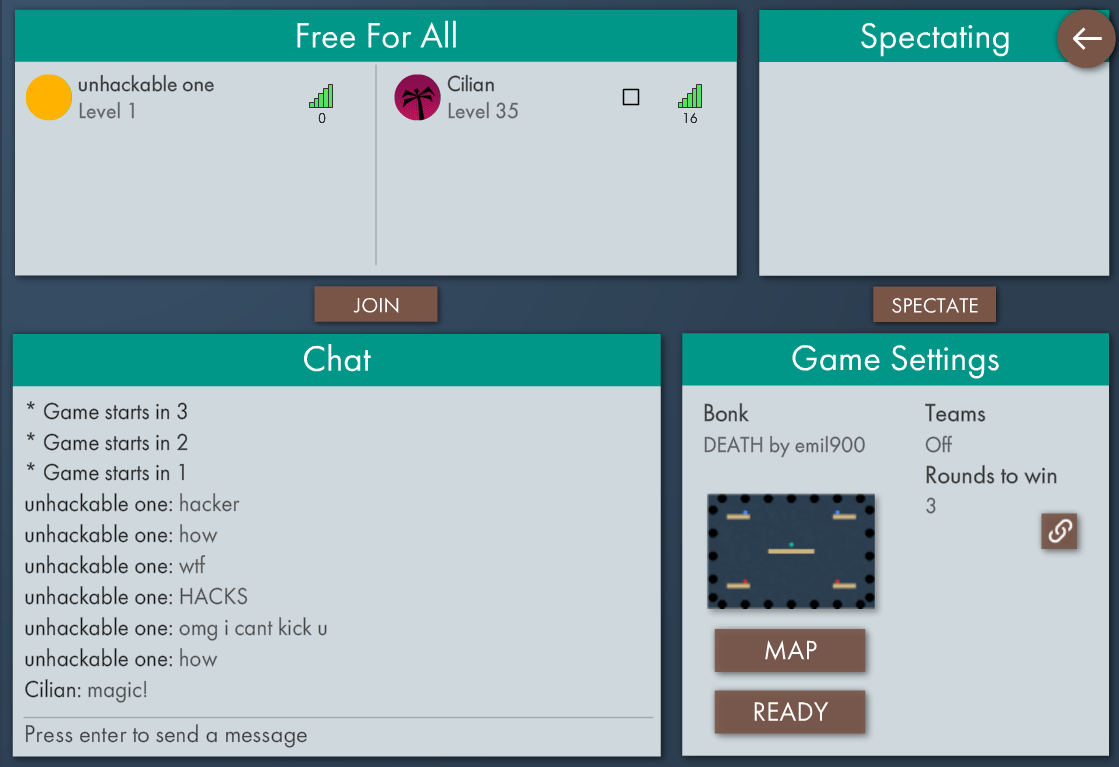 Free For All
unhackable one
Level 1
0
Cilian
Level 35
16
Spectating
JOIN
SPECTATE
Chat
* Game starts in 3
* Game starts in 2
* Game starts in 1
unhackable one: hacker
unhackable one: how
unhackable one: wtf
unhackable one: HACKS
unhackable one: omg i cant kick u
unhackable one: how
Cilian: magic!
Press enter to send a message
Game Settings
Bonk
DEATH by emil900
Teams
Off
Rounds to win
3
MAP
READY